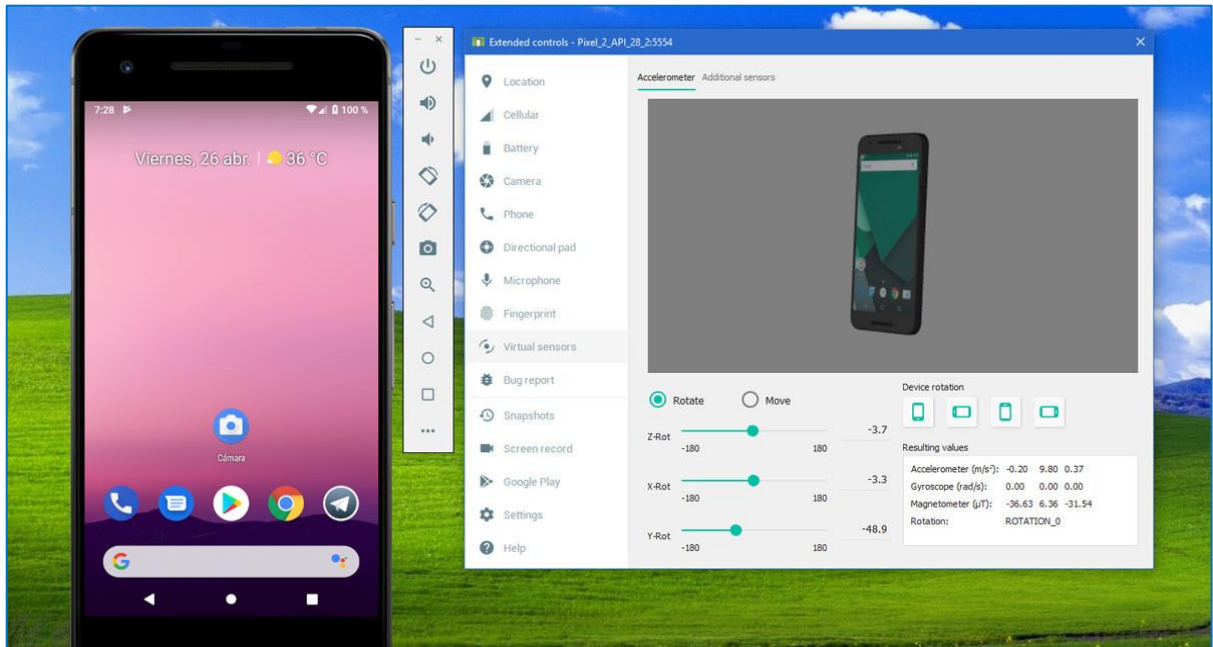 7:28
100 %
Viernes, 26 abr.
36 °C
Cámara
Extended controls - Pixel_2_API_28_2:5554
Location
Cellular
Battery
Camera
Phone
Directional pad
Microphone
Fingerprint
Virtual sensors
Bug report
Snapshots
Screen record
Google Play
Settings
Help
Accelerometer Additional sensors
Rotate Move
Z-Rot -3.7
-180 180
X-Rot -3.3
-180 180
Y-Rot -48.9
-180 180
Device rotation
Resulting values
Accelerometer (m/s²): -0.20 9.80 0.37
Gyroscope (rad/s): 0.00 0.00 0.00
Magnetometer (μT): -36.63 6.36 -31.54
Rotation: ROTATION_0